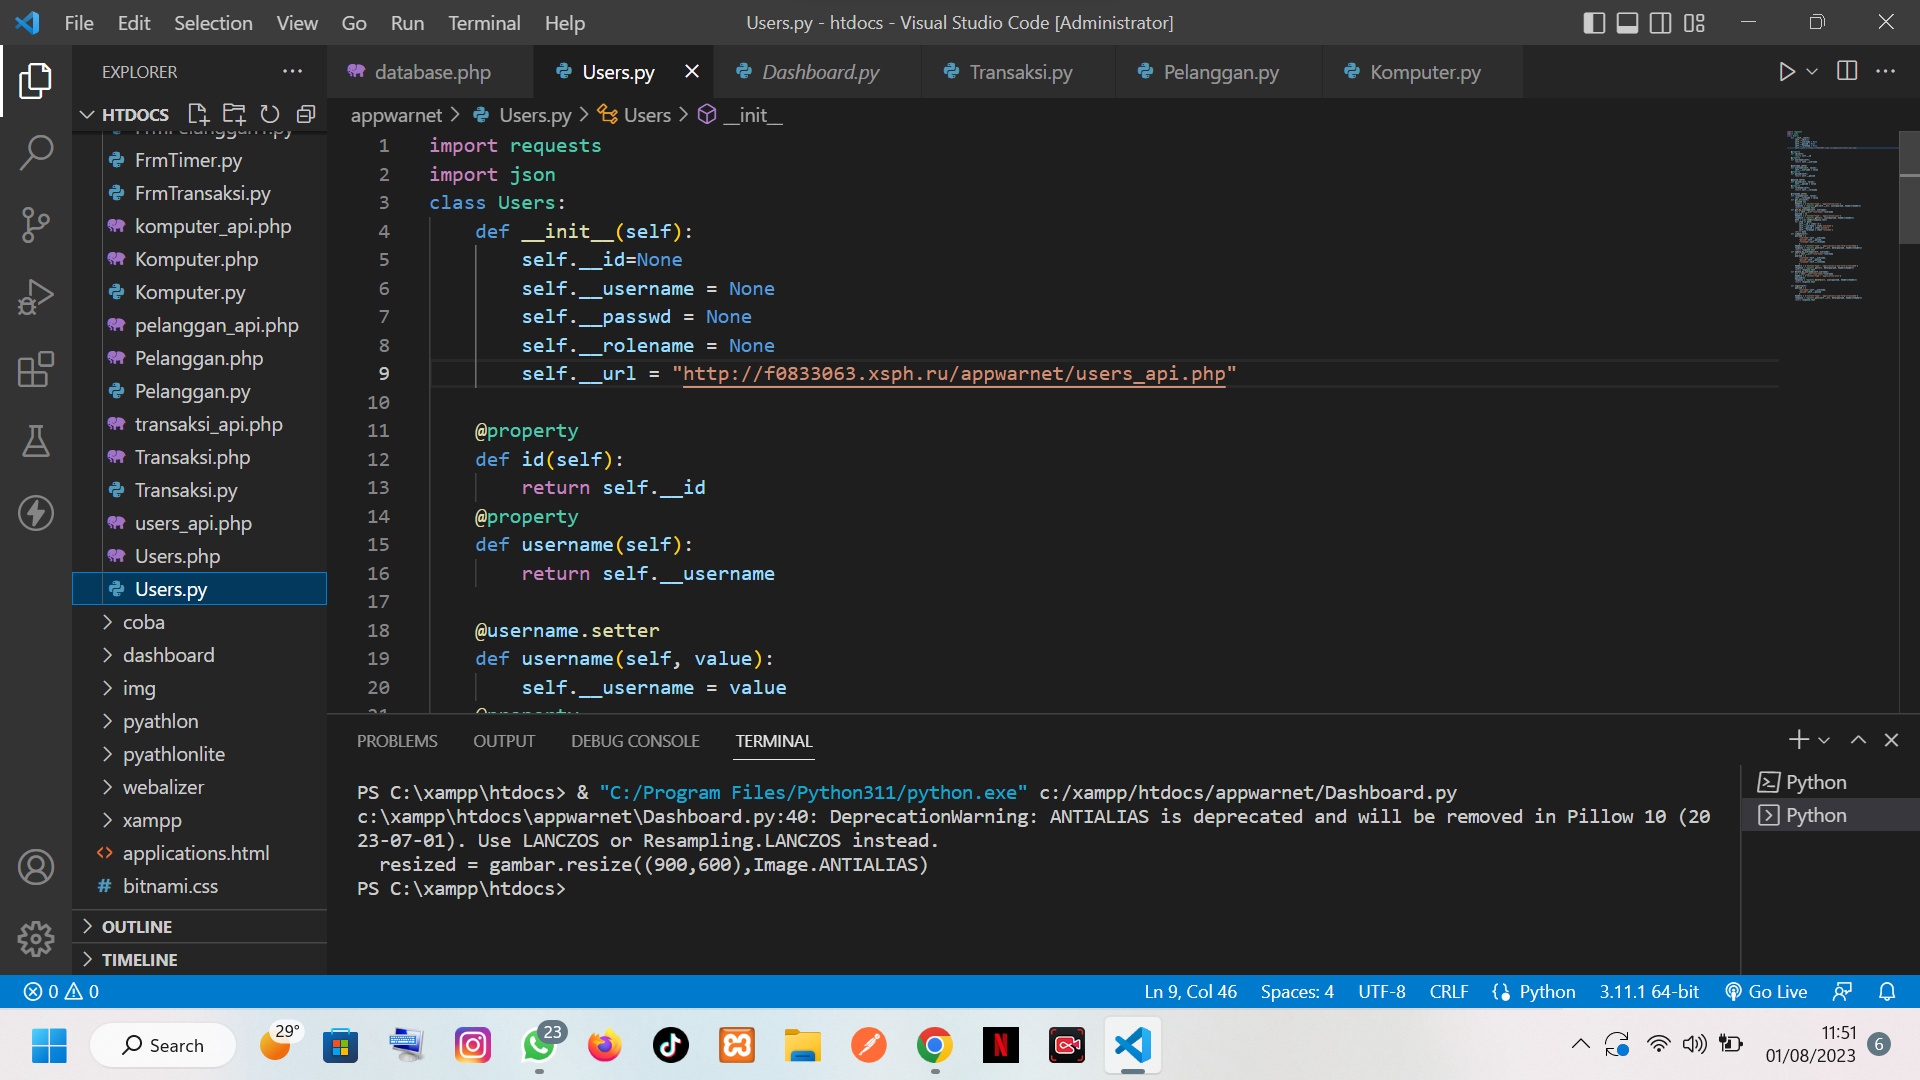 File Edit Selection View Go Run Terminal Help
Users.py - htdocs - Visual Studio Code [Administrator]
EXPLORER
database.php
Users.py
Dashboard.py
Transaksi.py
Pelanggan.py
Komputer.py
HTDOCS
appwarnet > Users.py > Users > __init__
FrmTimer.py
FrmTransaksi.py
komputer_api.php
Komputer.php
Komputer.py
pelanggan_api.php
Pelanggan.php
Pelanggan.py
transaksi_api.php
Transaksi.php
Transaksi.py
users_api.php
Users.php
Users.py
coba
dashboard
img
pyathlon
pyathlonlite
webalizer
xampp
applications.html
# bitnami.css
OUTLINE
TIMELINE
1 import requests
2 import json
3 class Users:
4 def __init__(self):
5 self.__id=None
6 self.__username = None
7 self.__passwd = None
8 self.__rolename = None
9 self.__url = "http://f0833063.xsph.ru/appwarnet/users_api.php"
10
11 @property
12 def id(self):
13 return self.__id
14 @property
15 def username(self):
16 return self.__username
17
18 @username.setter
19 def username(self, value):
20 self.__username = value
21 @property
PROBLEMS OUTPUT DEBUG CONSOLE TERMINAL
PS C:\xampp\htdocs> & "C:/Program Files/Python311/python.exe" c:/xampp/htdocs/appwarnet/Dashboard.py
c:\xampp\htdocs\appwarnet\Dashboard.py:40: DeprecationWarning: ANTIALIAS is deprecated and will be removed in Pillow 10 (20
23-07-01). Use LANCZOS or Resampling.LANCZOS instead.
resized = gambar.resize((900,600),Image.ANTIALIAS)
PS C:\xampp\htdocs>
Python
Python
0 0
Ln 9, Col 46 Spaces: 4 UTF-8 CRLF Python 3.11.1 64-bit Go Live
Search
29°
23
11:51
01/08/2023
6